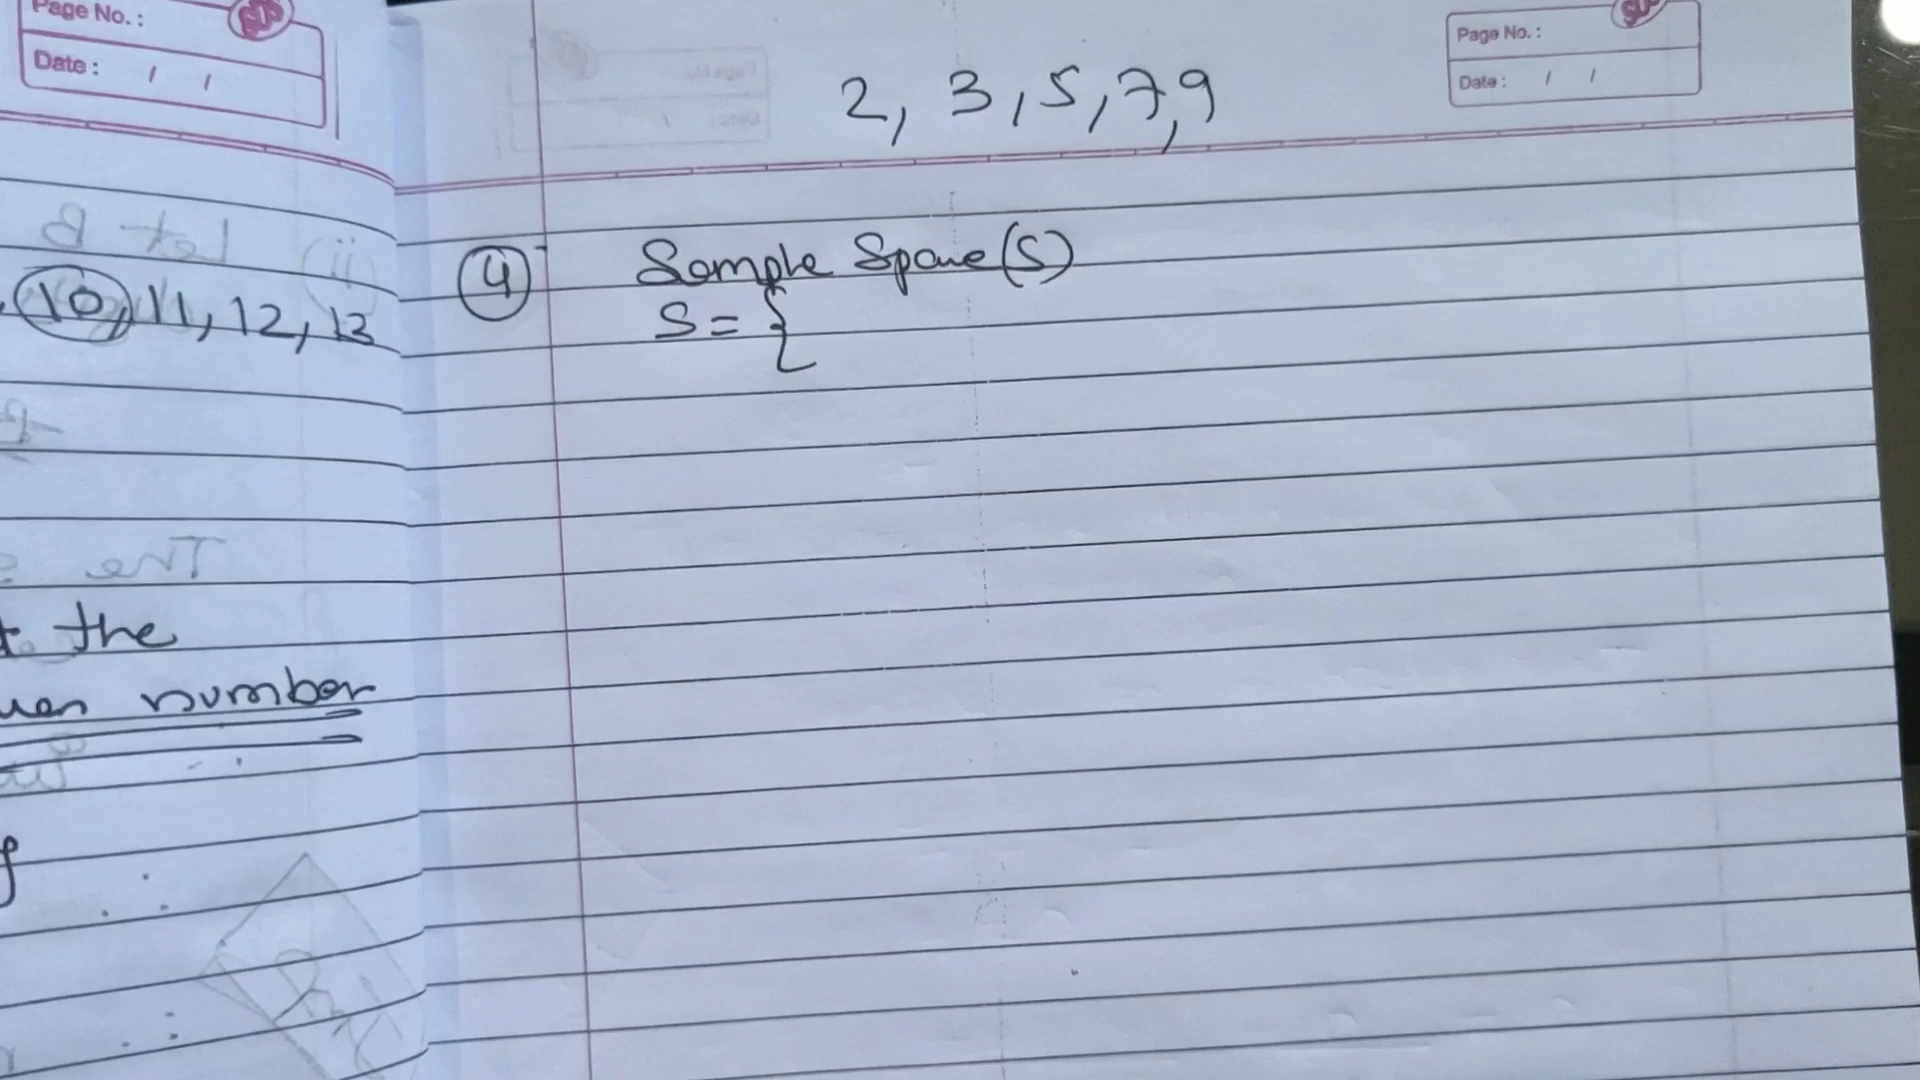 Page No. :
Date : / /
10, 11, 12, 13
the
number
2, 3, 5, 7, 9
Page No. :
Date : / /
4 Sample Space (S)
S = {